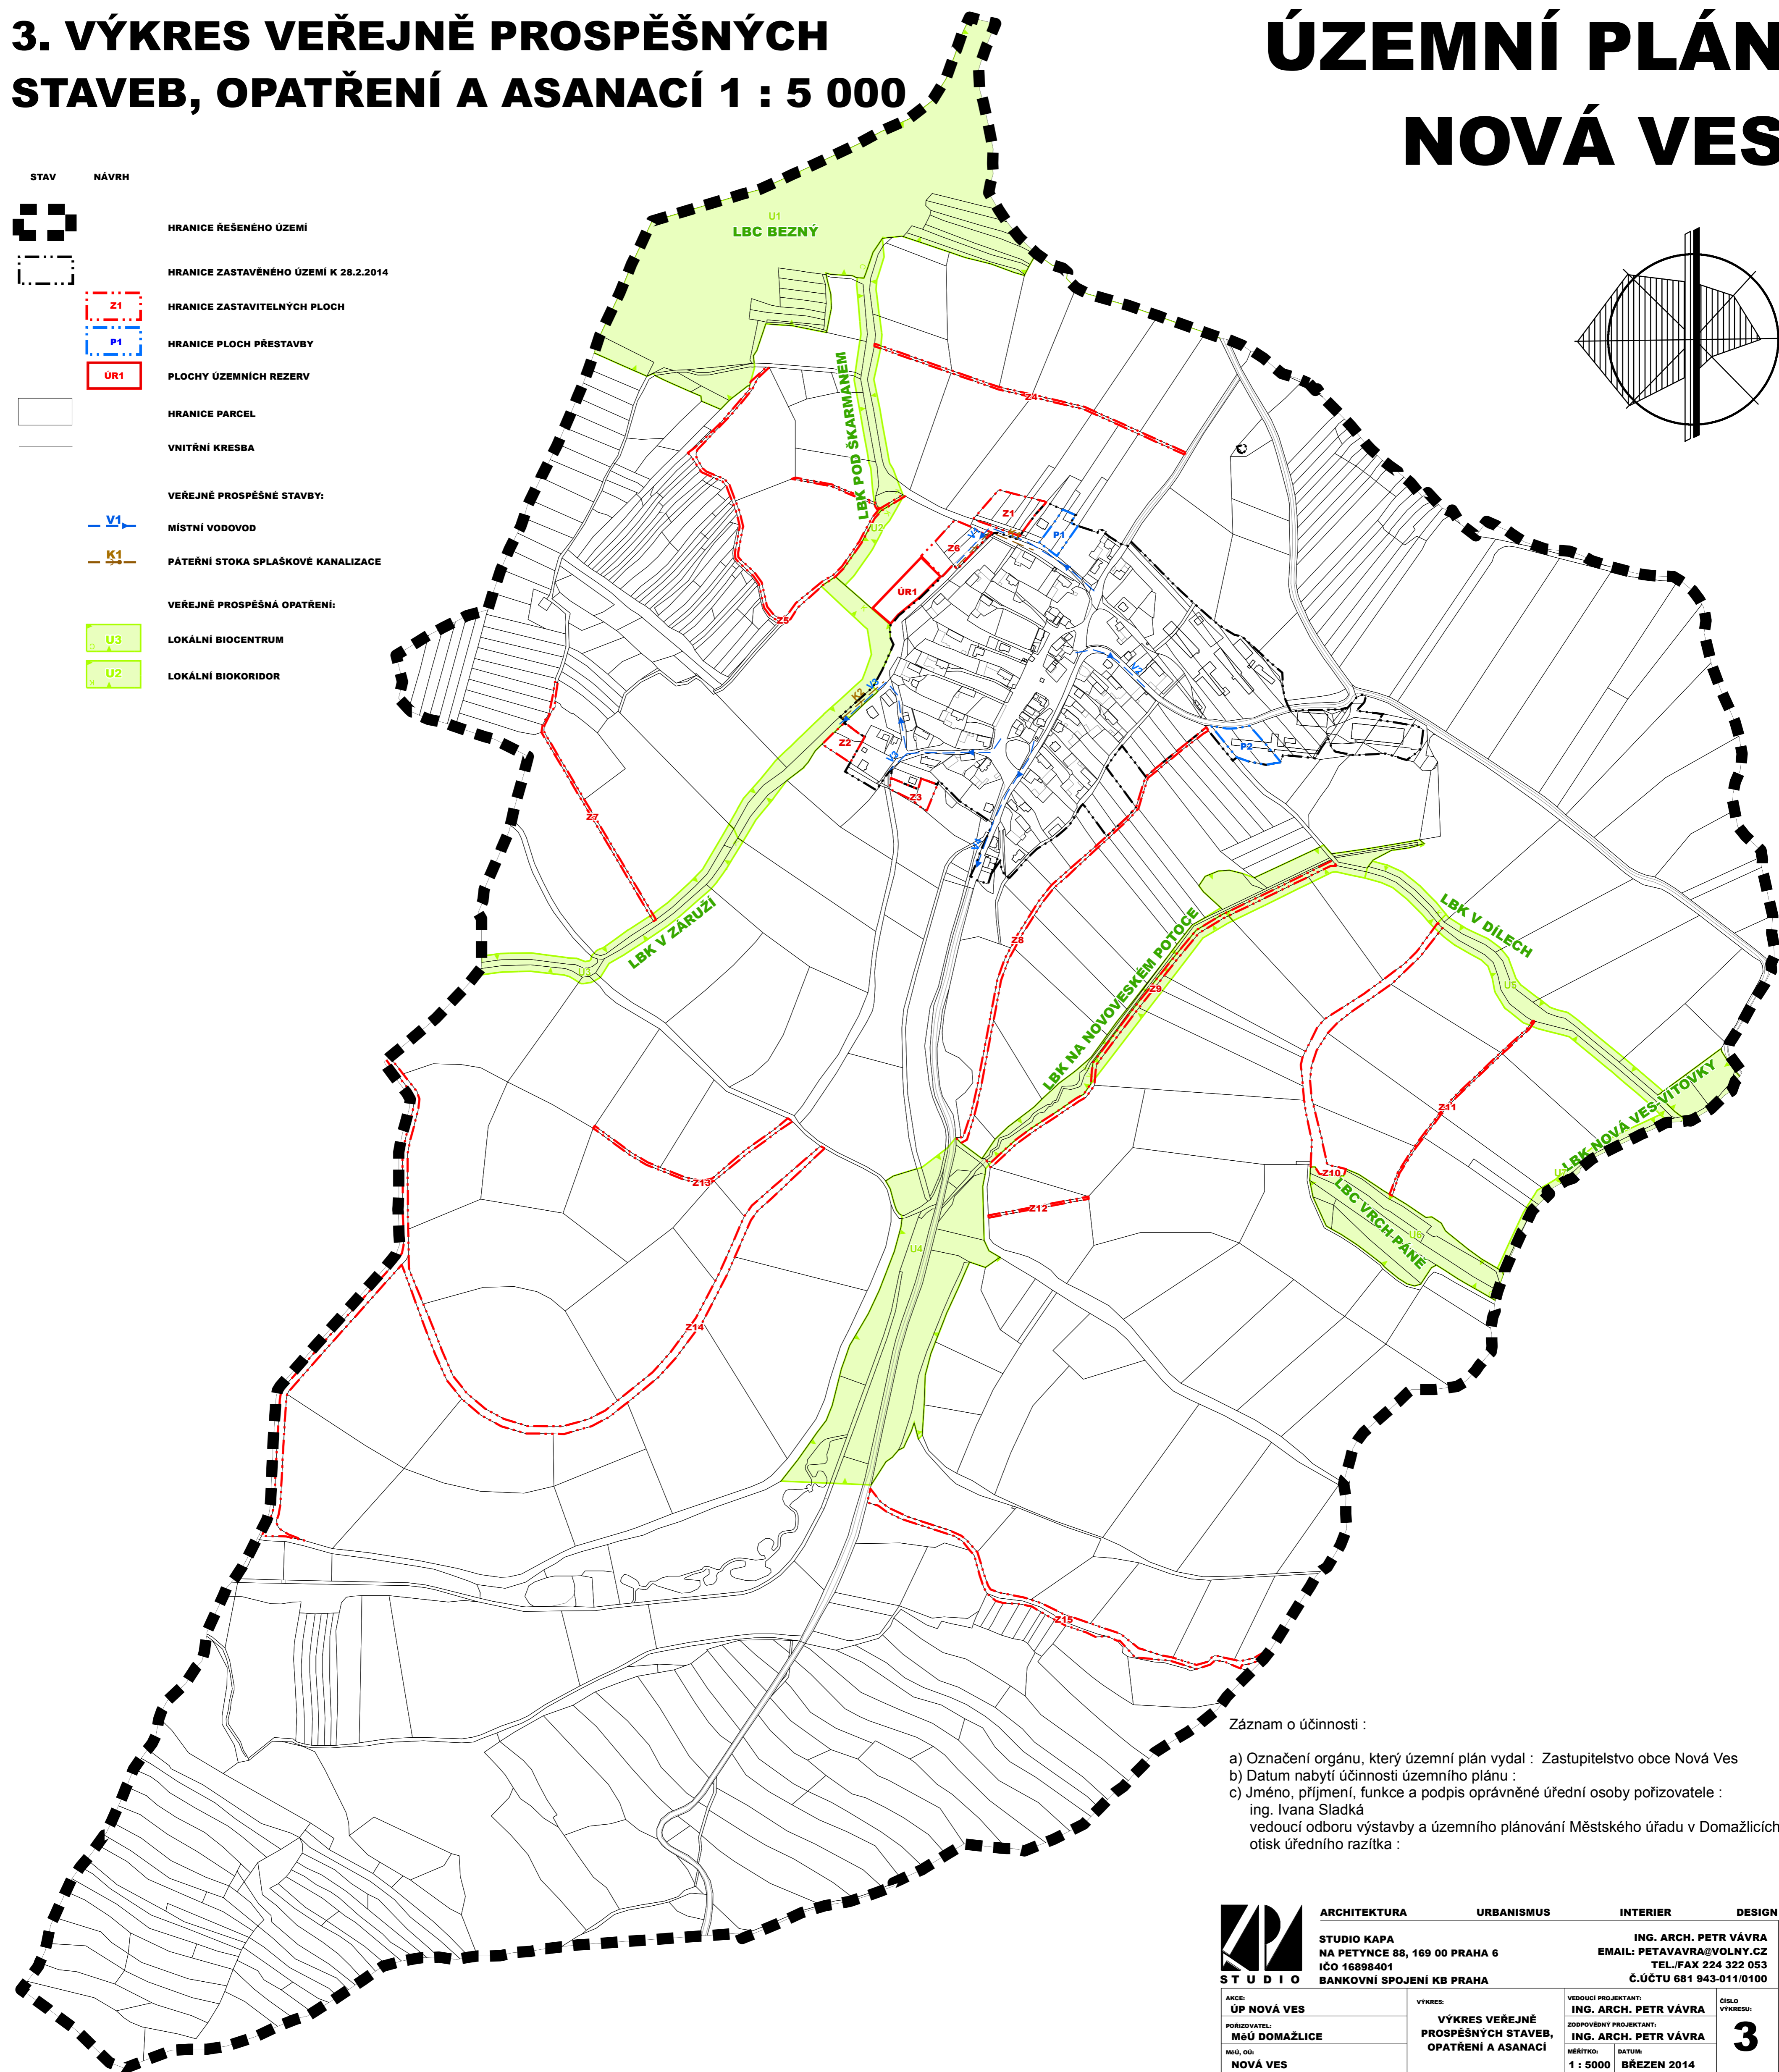 3. VÝKRES VEŘEJNĚ PROSPĚŠNÝCH
STAVEB, OPATŘENÍ A ASANACÍ 1 : 5 000
ÚZEMNÍ PLÁN
NOVÁ VES
STAV NÁVRH
HRANICE ŘEŠENÉHO ÚZEMÍ
HRANICE ZASTAVĚNÉHO ÚZEMÍ K 28.2.2014
Z1 HRANICE ZASTAVITELNÝCH PLOCH
P1 HRANICE PLOCH PŘESTAVBY
ÚR1 PLOCHY ÚZEMNÍCH REZERV
HRANICE PARCEL
VNITŘNÍ KRESBA
VEŘEJNĚ PROSPĚŠNÉ STAVBY:
V1 MÍSTNÍ VODOVOD
K1 PÁTEŘNÍ STOKA SPLAŠKOVÉ KANALIZACE
VEŘEJNĚ PROSPĚŠNÁ OPATŘENÍ:
U3 LOKÁLNÍ BIOCENTRUM
U2 LOKÁLNÍ BIOKORIDOR
U1
LBC BEZNÝ
LBK POD ŠKARMANEM
Z4
Z1
P1
U2
Z6
ÚR1
Z5
V2
K2
V3
Z2
V3
Z3
P2
Z7
Z8
LBK V ZÁRUŽÍ
U3
LBK NA NOVOVESKÉM POTOCE
Z9
LBK V DÍLECH
U5
Z11
LBK NOVÁ VES-VÍTOVKY
U7
Z10
LBC VRCH PÁNĚ
U6
Z13
Z12
U4
Z14
Z15
Záznam o účinnosti :
a) Označení orgánu, který územní plán vydal : Zastupitelstvo obce Nová Ves
b) Datum nabytí účinnosti územního plánu :
c) Jméno, příjmení, funkce a podpis oprávněné úřední osoby pořizovatele :
ing. Ivana Sladká
vedoucí odboru výstavby a územního plánování Městského úřadu v Domažlicích
otisk úředního razítka :
STUDIO
ARCHITEKTURA URBANISMUS INTERIER DESIGN
STUDIO KAPA
NA PETYNCE 88, 169 00 PRAHA 6
IČO 16898401
BANKOVNÍ SPOJENÍ KB PRAHA
ING. ARCH. PETR VÁVRA
EMAIL: PETAVAVRA@VOLNY.CZ
TEL./FAX 224 322 053
Č.ÚČTU 681 943-011/0100
AKCE:
ÚP NOVÁ VES
POŘIZOVATEL:
MěÚ DOMAŽLICE
MěÚ, OÚ:
NOVÁ VES
VÝKRES:
VÝKRES VEŘEJNĚ
PROSPĚŠNÝCH STAVEB,
OPATŘENÍ A ASANACÍ
VEDOUCÍ PROJEKTANT:
ING. ARCH. PETR VÁVRA
ZODPOVĚDNÝ PROJEKTANT:
ING. ARCH. PETR VÁVRA
MĚŘÍTKO:
1 : 5000
DATUM:
BŘEZEN 2014
ČÍSLO
VÝKRESU:
3